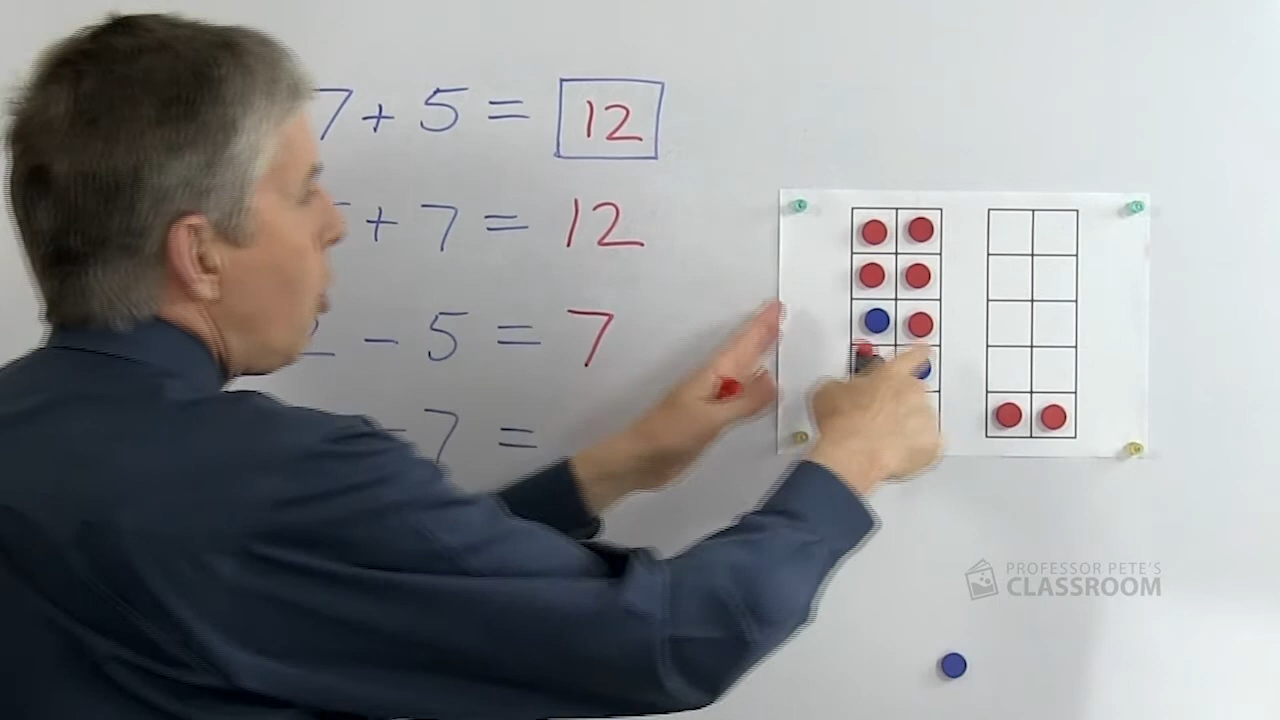 7 + 5 = 12
+ 7 = 12
- 5 = 7
- 7 =
PROFESSOR PETE'S
CLASSROOM